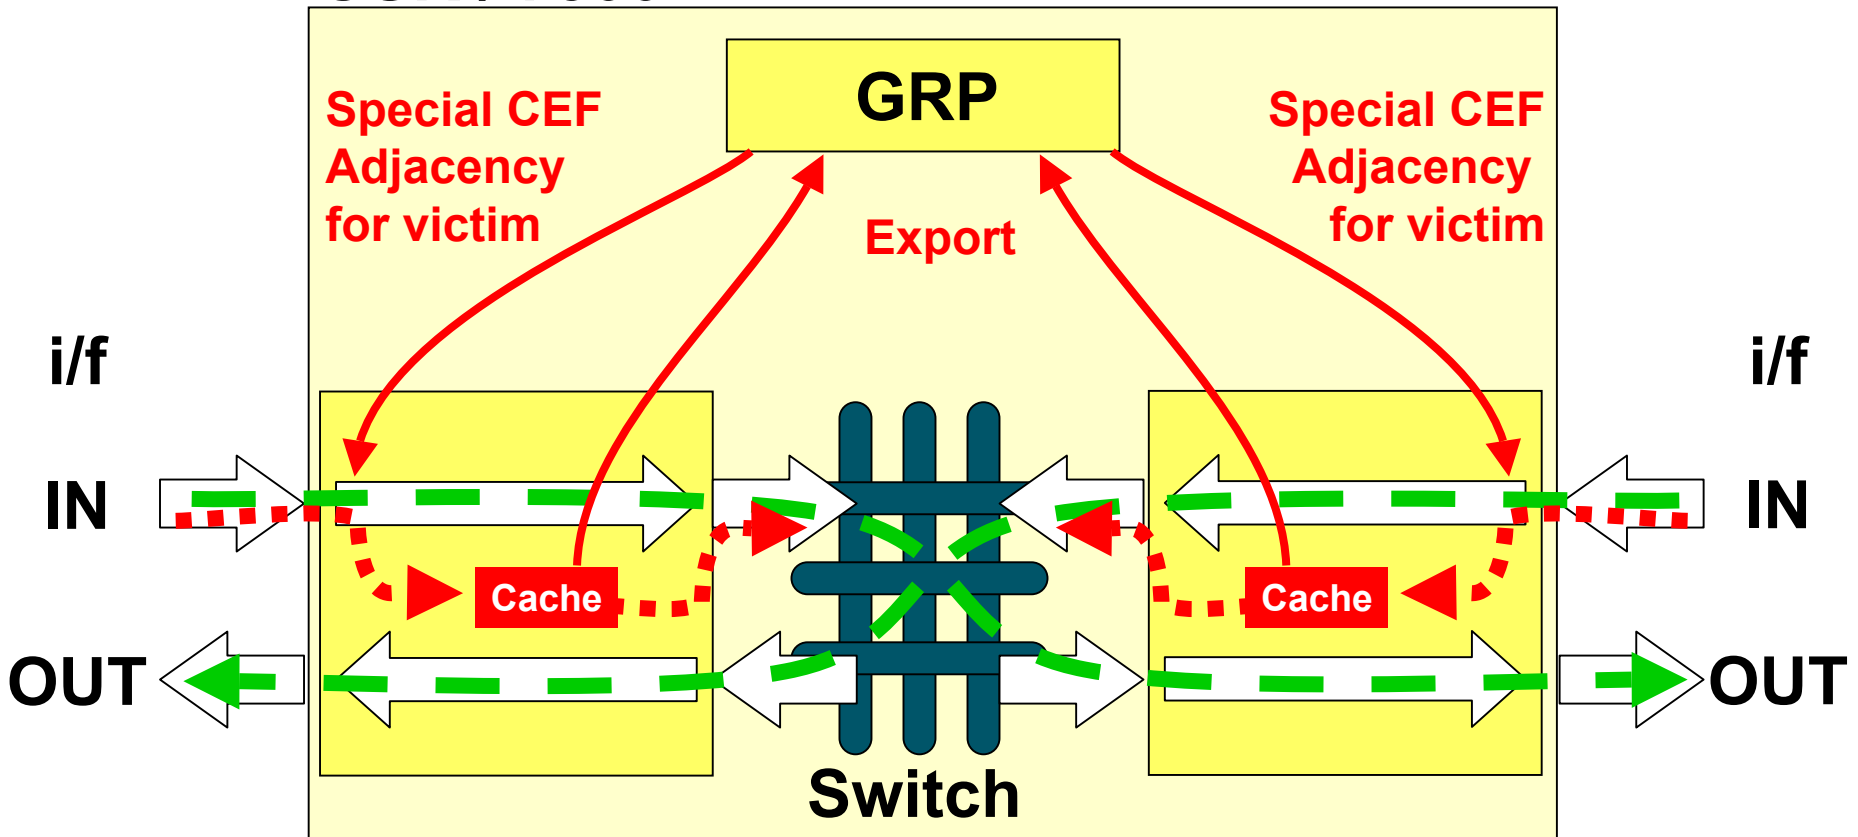 GRP
Special CEF
Adjacency
for victim
Special CEF
Adjacency
for victim
Export
i/f
i/f
IN
IN
Cache
Cache
OUT
OUT
Switch